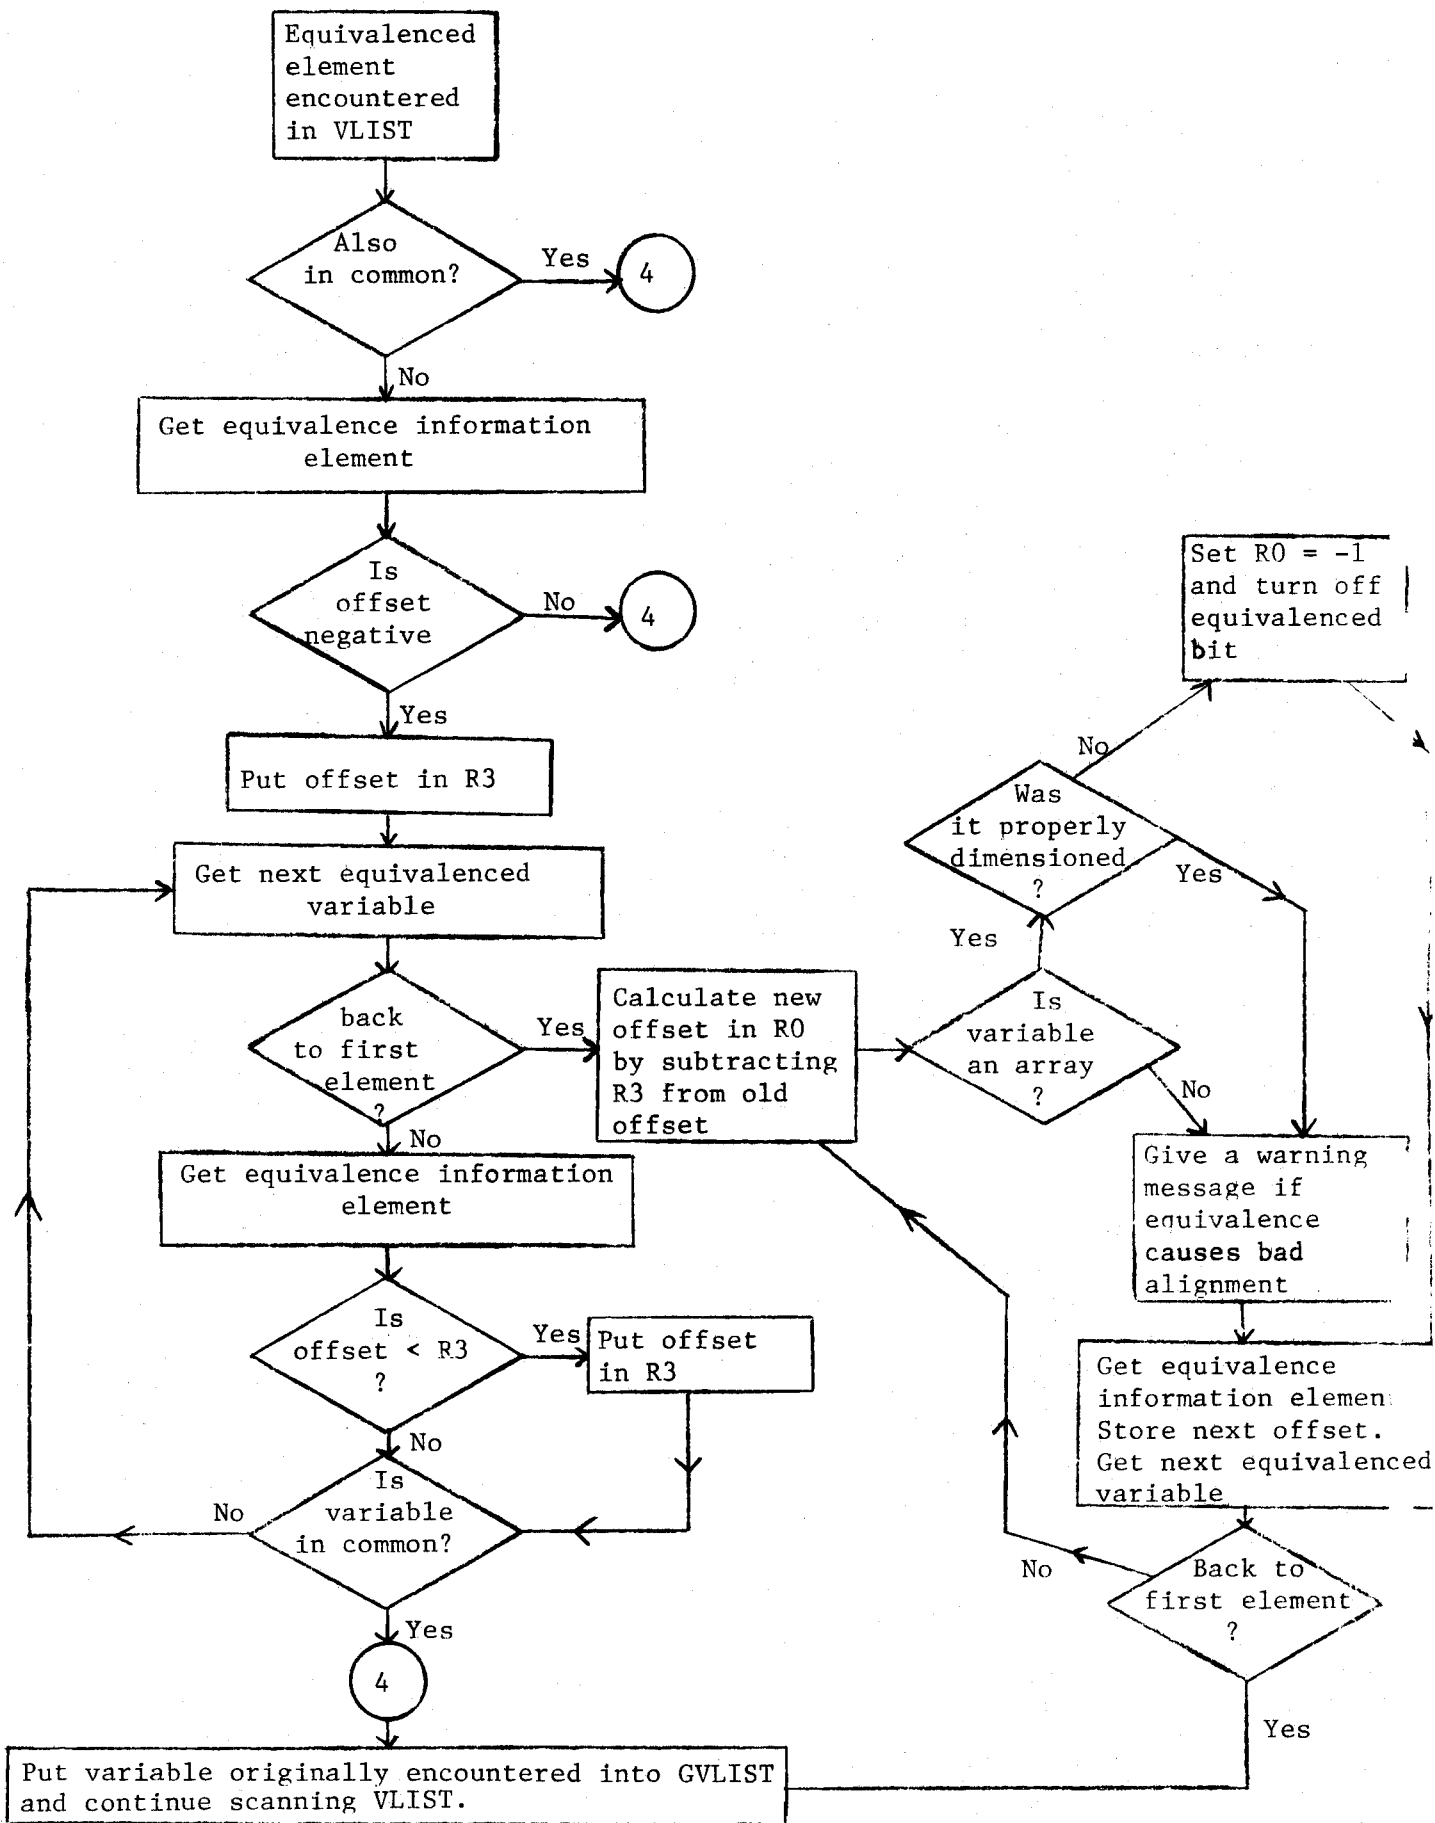 Equivalenced
element
encountered
in VLIST
Also
in common?
Yes
4
No
Get equivalence information
element
Is
offset
negative
No
4
Yes
Put offset in R3
Get next equivalenced
variable
back
to first
element
?
Yes
No
Calculate new
offset in R0
by subtracting
R3 from old
offset
Get equivalence information
element
Is
offset < R3
?
Yes
Put offset
in R3
No
Is
variable
in common?
No
Yes
4
Put variable originally encountered into GVLIST
and continue scanning VLIST.
Set R0 = -1
and turn off
equivalenced
bit
No
Was
it properly
dimensioned
?
Yes
Yes
Is
variable
an array
?
No
Give a warning
message if
equivalence
causes bad
alignment
Get equivalence
information elemen
Store next offset.
Get next equivalenced
variable
No
Back to
first element
?
Yes